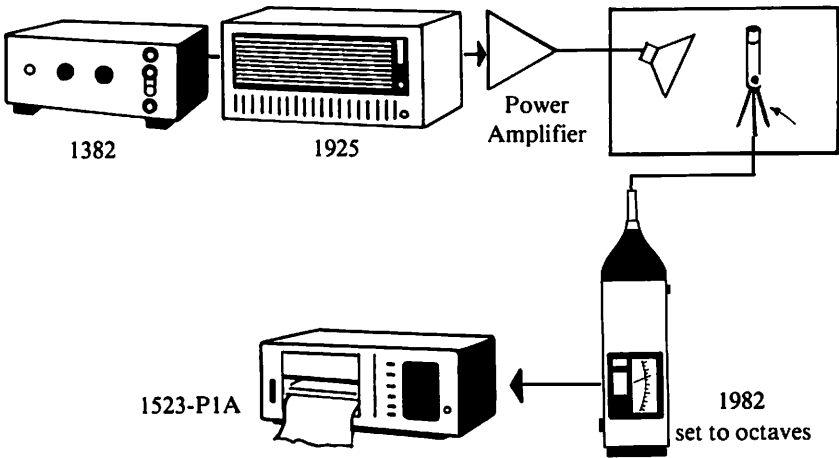 1382
1925
Power
Amplifier
1523-P1A
1982
set to octaves